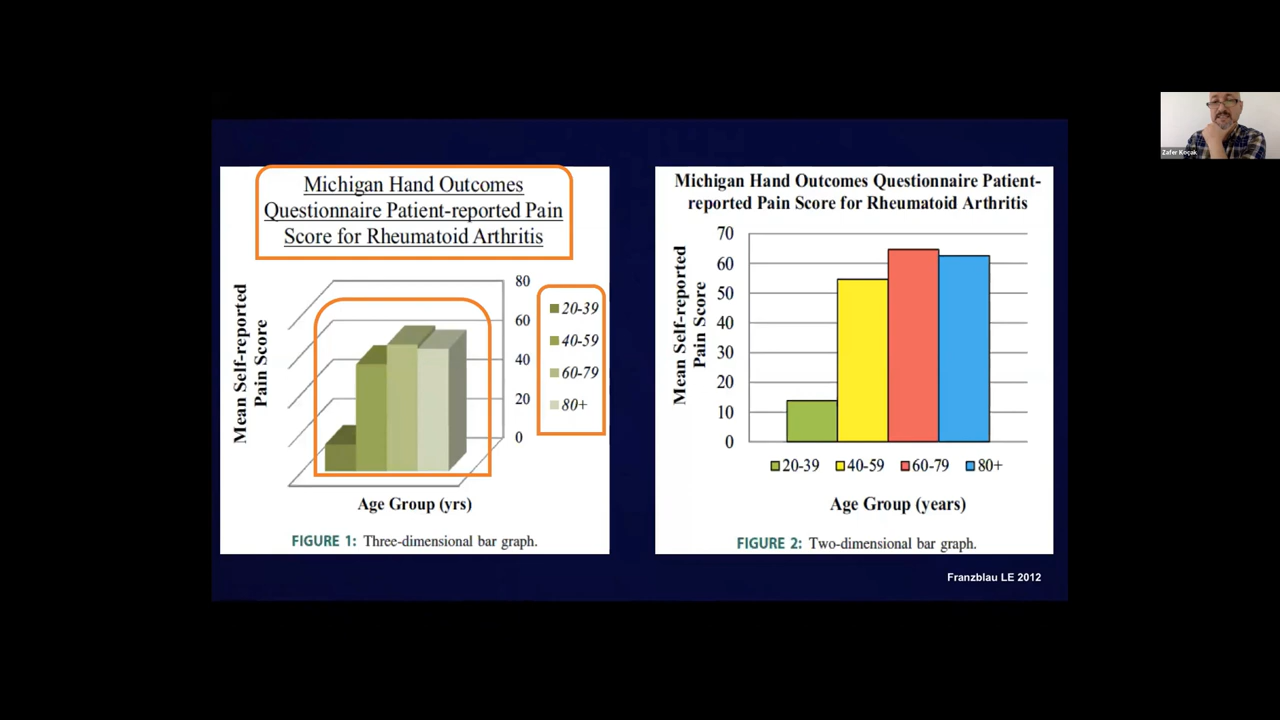 Michigan Hand Outcomes
Questionnaire Patient-reported Pain
Score for Rheumatoid Arthritis
Mean Self-reported
Pain Score
80
60
40
20
0
20-39
40-59
60-79
80+
Age Group (yrs)
FIGURE 1: Three-dimensional bar graph.
Michigan Hand Outcomes Questionnaire Patient-
reported Pain Score for Rheumatoid Arthritis
Mean Self-reported
Pain Score
70
60
50
40
30
20
10
0
20-39 40-59 60-79 80+
Age Group (years)
FIGURE 2: Two-dimensional bar graph.
Franzblau LE 2012
Zafer Koçak